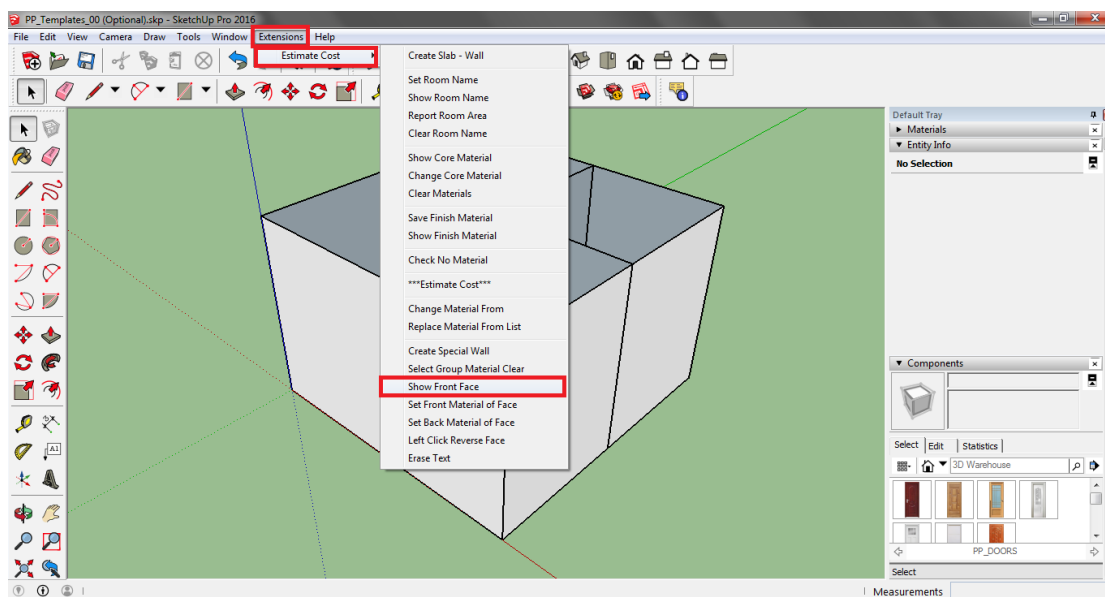 PP_Templates_00 (Optional).skp - SketchUp Pro 2016
File Edit View Camera Draw Tools Window Extensions Help
Estimate Cost
Create Slab - Wall
Set Room Name
Show Room Name
Report Room Area
Clear Room Name
Show Core Material
Change Core Material
Clear Materials
Save Finish Material
Show Finish Material
Check No Material
***Estimate Cost***
Change Material From
Replace Material From List
Create Special Wall
Select Group Material Clear
Show Front Face
Set Front Material of Face
Set Back Material of Face
Left Click Reverse Face
Erase Text
A1
Default Tray
Materials
Entity Info
No Selection
Components
Select Edit Statistics
3D Warehouse
PP_DOORS
Select
Measurements